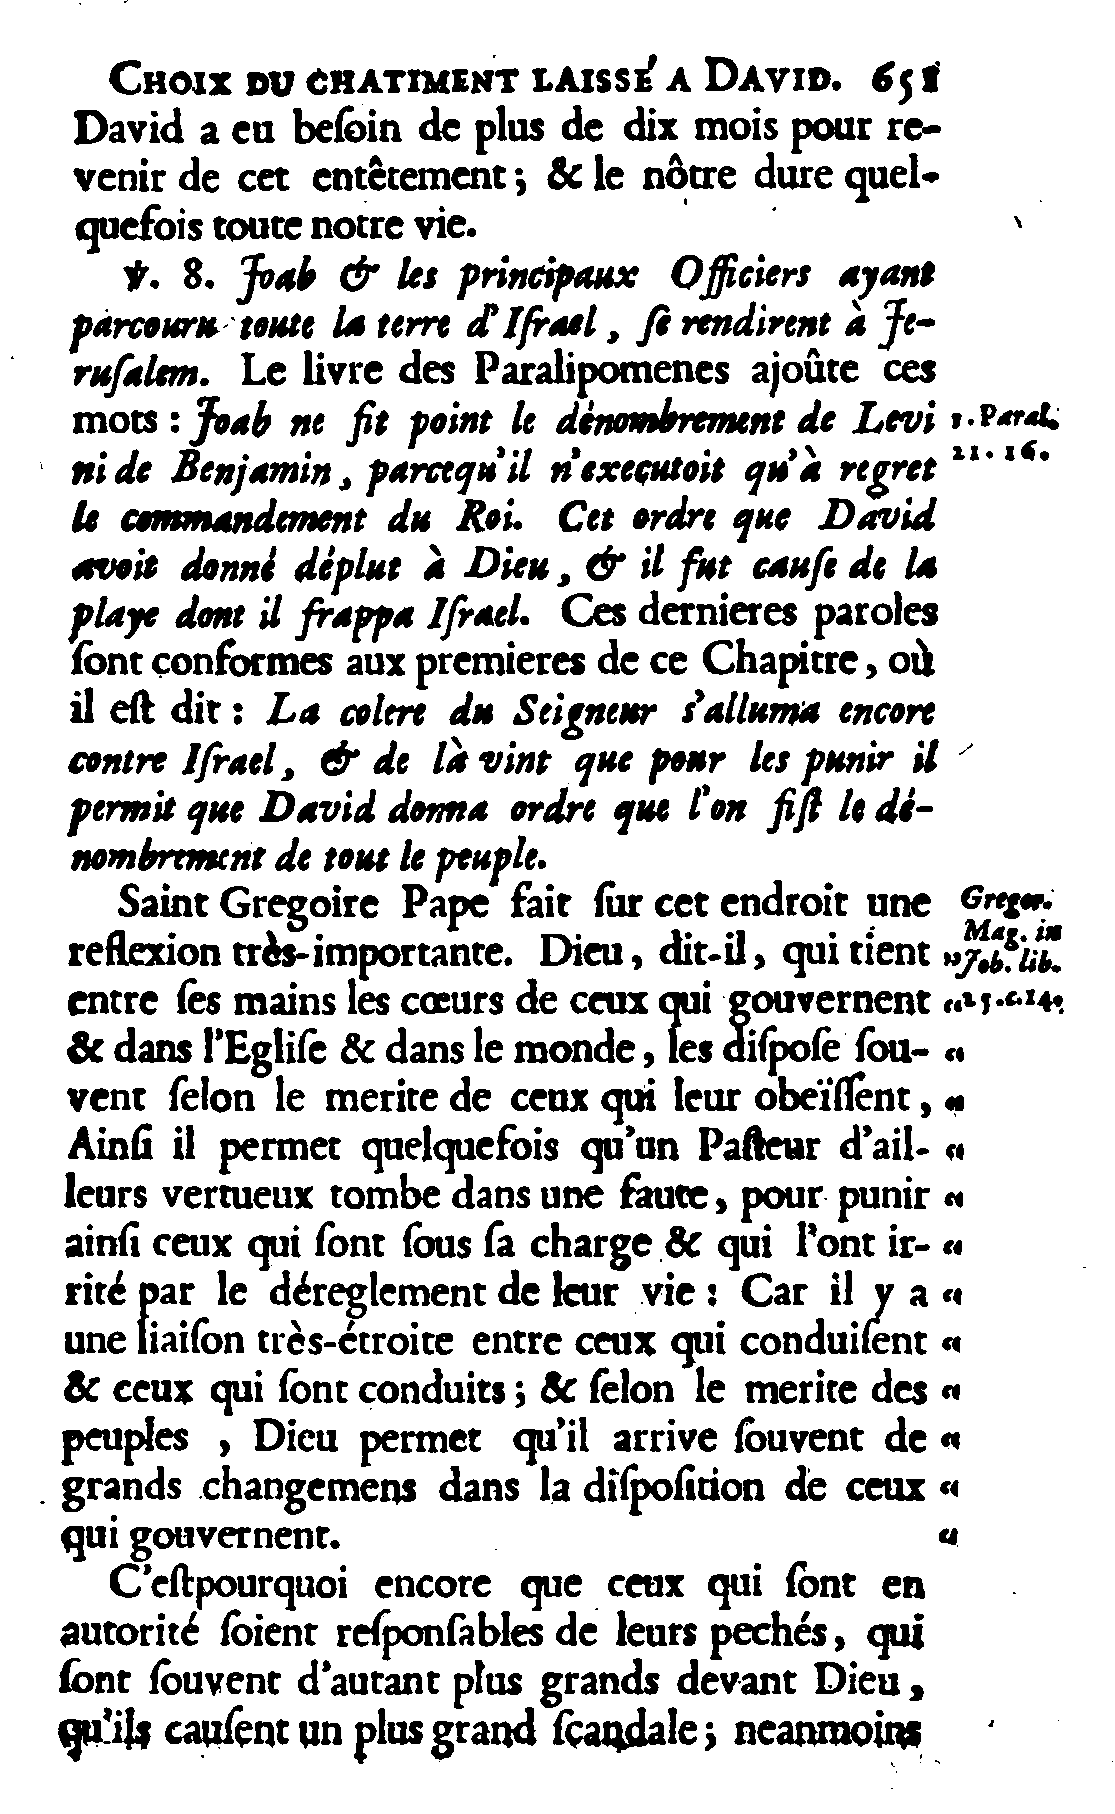 CHOIX DU CHATIMENT LAISSÉ A DAVID. 651
David a eu beſoin de plus de dix mois pour re-
venir de cet entêtement ; & le nôtre dure quel-
quefois toute notre vie.
℣. 8. Joab & les principaux Officiers ayant
parcouru toute la terre d'Iſrael, ſe rendirent à Je-
ruſalem. Le livre des Paralipomenes ajoûte ces
mots : Joab ne fit point le dénombrement de Levi
ni de Benjamin, parcequ'il n'executoit qu'à regret
le commandement du Roi. Cet ordre que David
avoit donné déplut à Dieu, & il fut cauſe de la
playe dont il frappa Iſrael. Ces dernieres paroles
ſont conformes aux premieres de ce Chapitre, où
il eſt dit : La colere du Seigneur s'alluma encore
contre Iſrael, & de là vint que pour les punir il
permit que David donna ordre que l'on fiſt le dé-
nombrement de tout le peuple.
1. Paral.
21. 16.
Saint Gregoire Pape fait ſur cet endroit une
reflexion très-importante. Dieu, dit-il, qui tient „
entre ſes mains les cœurs de ceux qui gouvernent “
& dans l'Egliſe & dans le monde, les diſpoſe ſou- “
vent ſelon le merite de ceux qui leur obeïſſent, “
Ainſi il permet quelquefois qu'un Paſteur d'ail- “
leurs vertueux tombe dans une faute, pour punir “
ainſi ceux qui ſont ſous ſa charge & qui l'ont ir- “
rité par le déreglement de leur vie : Car il y a “
une liaiſon très-étroite entre ceux qui conduiſent “
& ceux qui ſont conduits ; & ſelon le merite des “
peuples , Dieu permet qu'il arrive ſouvent de “
grands changemens dans la diſpoſition de ceux “
qui gouvernent. “
Gregor.
Mag. in
Job. lib.
25. c. 14.
C'eſtpourquoi encore que ceux qui ſont en
autorité ſoient reſponſables de leurs pechés, qui
ſont ſouvent d'autant plus grands devant Dieu,
qu'ils cauſent un plus grand ſcandale ; neanmoins